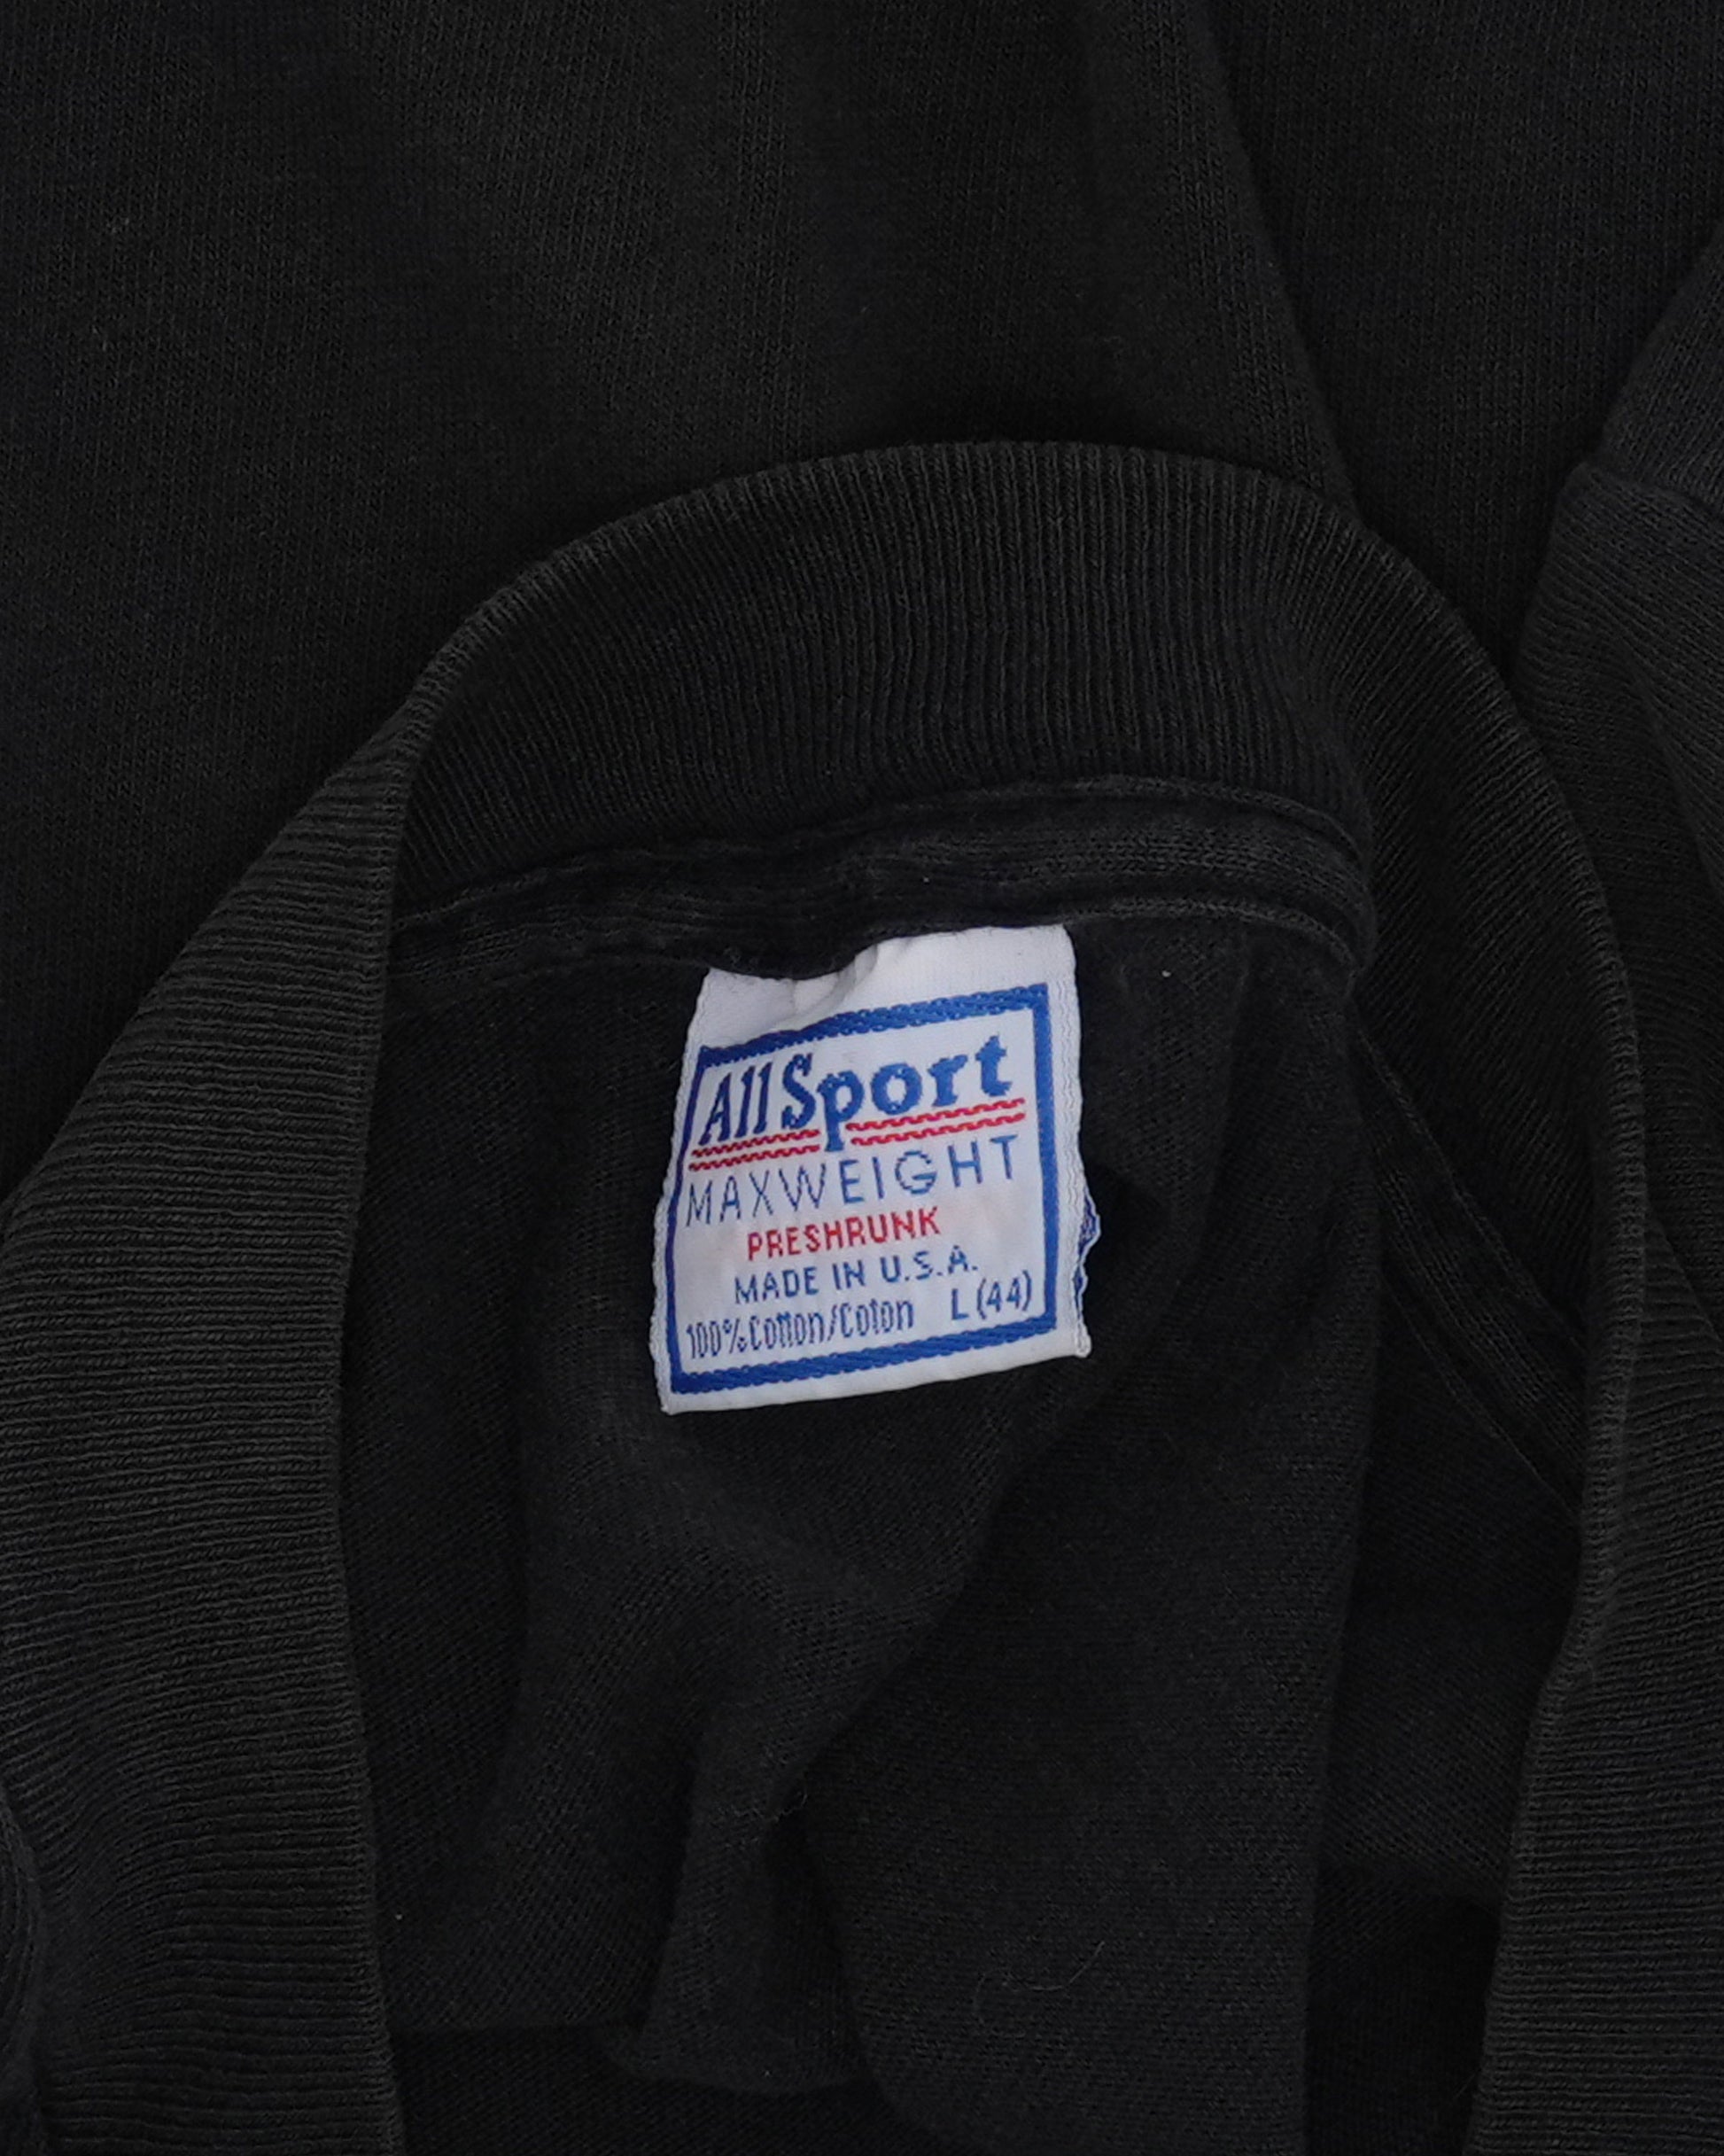 AllSport
MAXWEIGHT
PRESHRUNK
MADE IN U.S.A.
100% Cotton/Coton L (44)